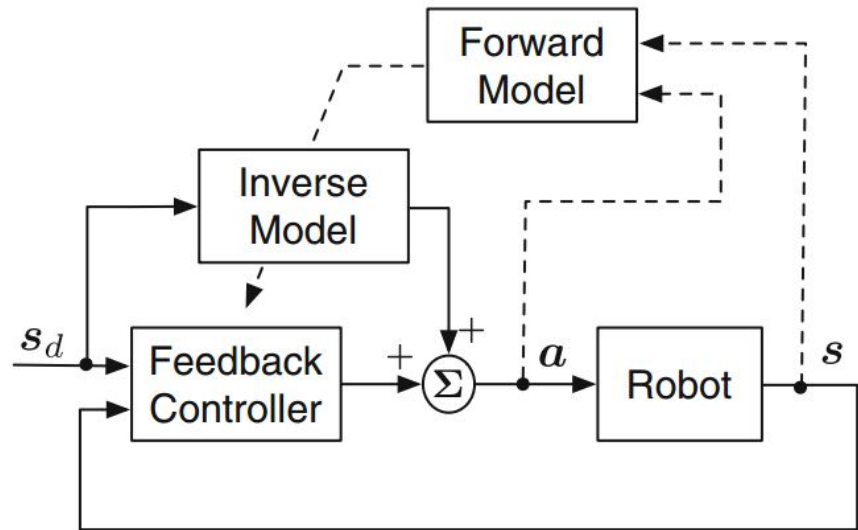 Forward
Model
Inverse
Model
s_d
Feedback
Controller
+
+
Σ
a
Robot
s